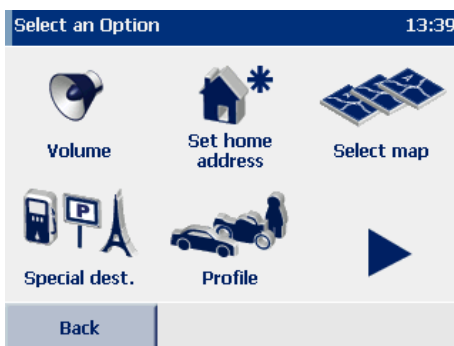 Select an Option 13:39
Volume
Set home
address
Select map
P
Special dest.
Profile
Back